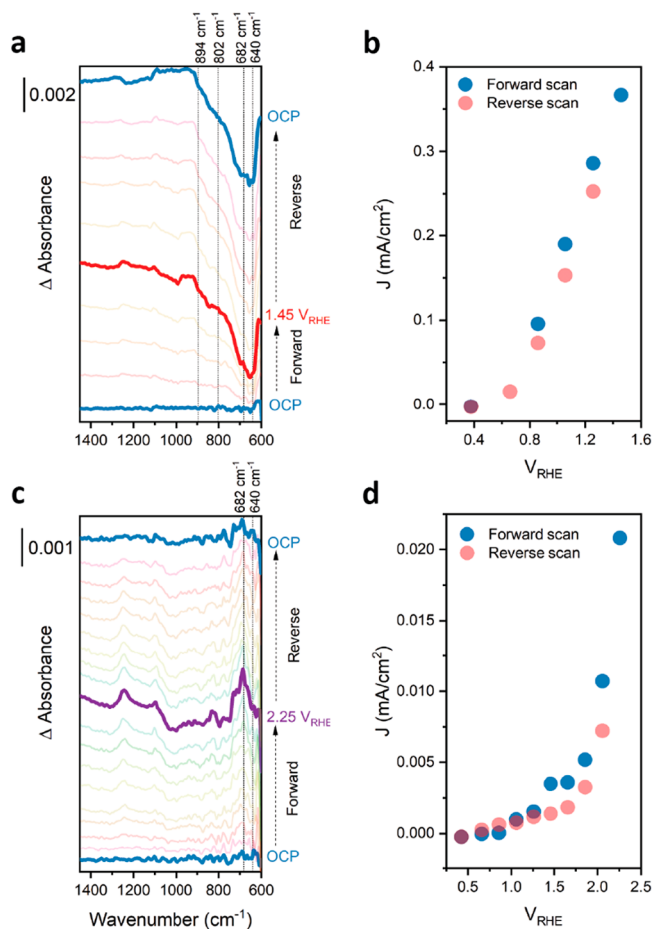 a
894 cm-1
802 cm-1
682 cm-1
640 cm-1
0.002
OCP
Reverse
1.45 VRHE
Forward
OCP
Δ Absorbance
1400 1200 1000 800 600
b
Forward scan
Reverse scan
0.4
0.3
0.2
0.1
0.0
J (mA/cm2)
0.4 0.8 1.2 1.6
VRHE
c
682 cm-1
640 cm-1
0.001
OCP
Reverse
2.25 VRHE
Forward
OCP
Δ Absorbance
1400 1200 1000 800 600
Wavenumber (cm-1)
d
Forward scan
Reverse scan
0.020
0.015
0.010
0.005
0.000
J (mA/cm2)
0.5 1.0 1.5 2.0 2.5
VRHE